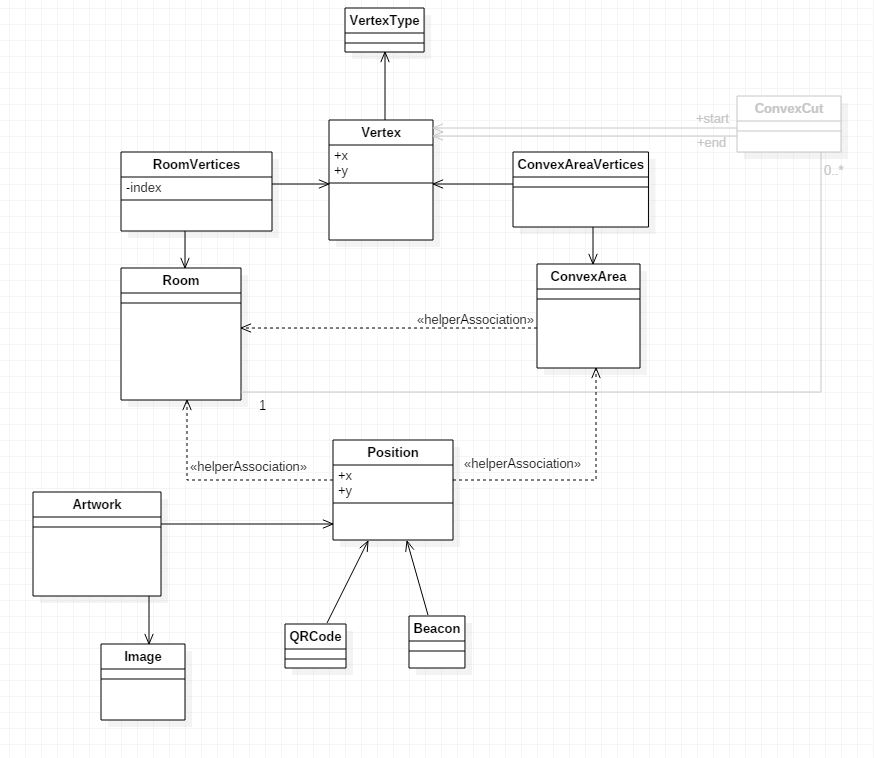 VertexType
ConvexCut
+start
Vertex
+end
+x
+y
RoomVertices
-index
ConvexAreaVertices
0..*
Room
ConvexArea
«helperAssociation»
1
Position
+x
+y
«helperAssociation»
«helperAssociation»
Artwork
QRCode
Beacon
Image